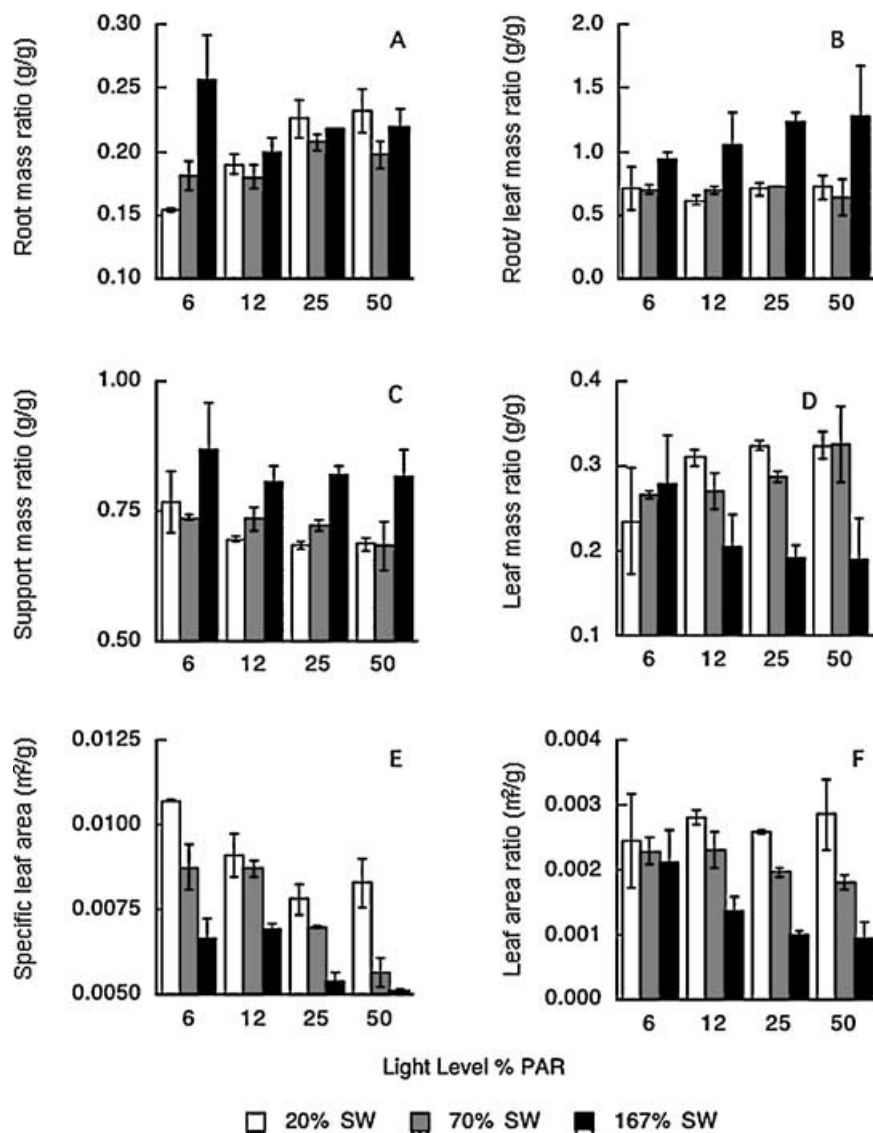 A
Root mass ratio (g/g)
0.30
0.25
0.20
0.15
0.10
6 12 25 50
B
Root/ leaf mass ratio (g/g)
2.0
1.5
1.0
0.5
0.0
6 12 25 50
C
Support mass ratio (g/g)
1.00
0.75
0.50
6 12 25 50
D
Leaf mass ratio (g/g)
0.4
0.3
0.2
0.1
6 12 25 50
E
Specific leaf area (m²/g)
0.0125
0.0100
0.0075
0.0050
6 12 25 50
F
Leaf area ratio (m²/g)
0.004
0.003
0.002
0.001
0.000
6 12 25 50
Light Level % PAR
20% SW 70% SW 167% SW